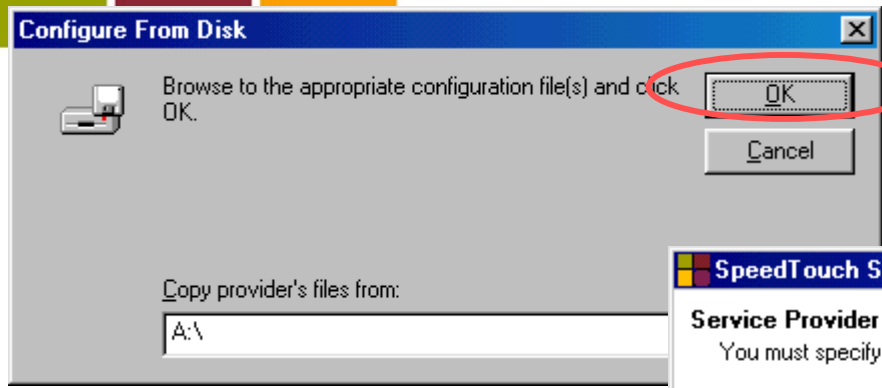 Configure From Disk
Browse to the appropriate configuration file(s) and click
OK.
OK
Cancel
Copy provider's files from:
A:\
SpeedTouch S
Service Provider
You must specify